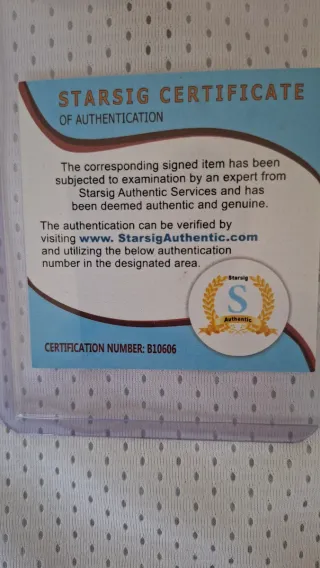 STARSIG CERTIFICATE
OF AUTHENTICATION
The corresponding signed item has been
subjected to examination by an expert from
Starsig Authentic Services and has
been deemed authentic and genuine.
The authentication can be verified by
visiting www. StarsigAuthentic.com
and utilizing the below authentication
number in the designated area.
Starsig
S
Authentic
CERTIFICATION NUMBER: B10606